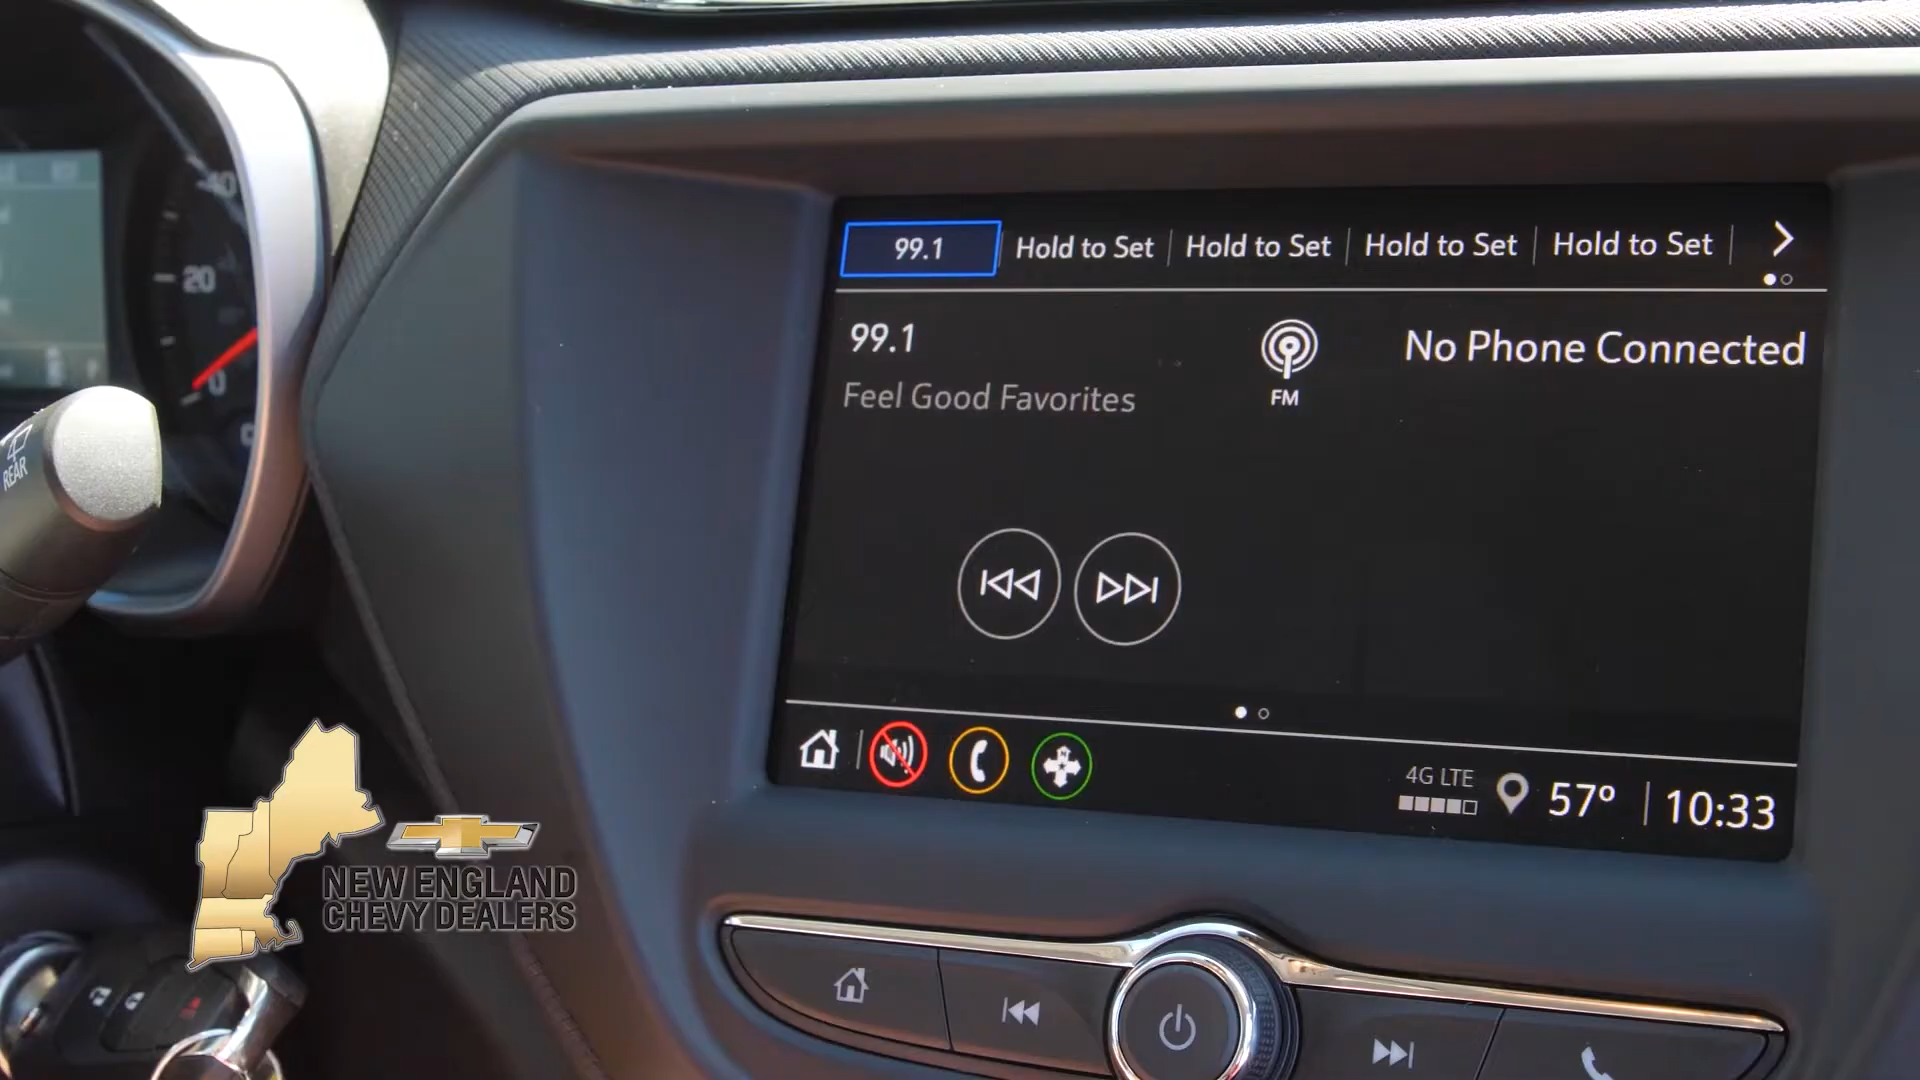 99.1 Hold to Set Hold to Set Hold to Set Hold to Set
99.1
Feel Good Favorites
FM
No Phone Connected
4G LTE
57° 10:33
40
20
0
REAR
NEW ENGLAND
CHEVY DEALERS